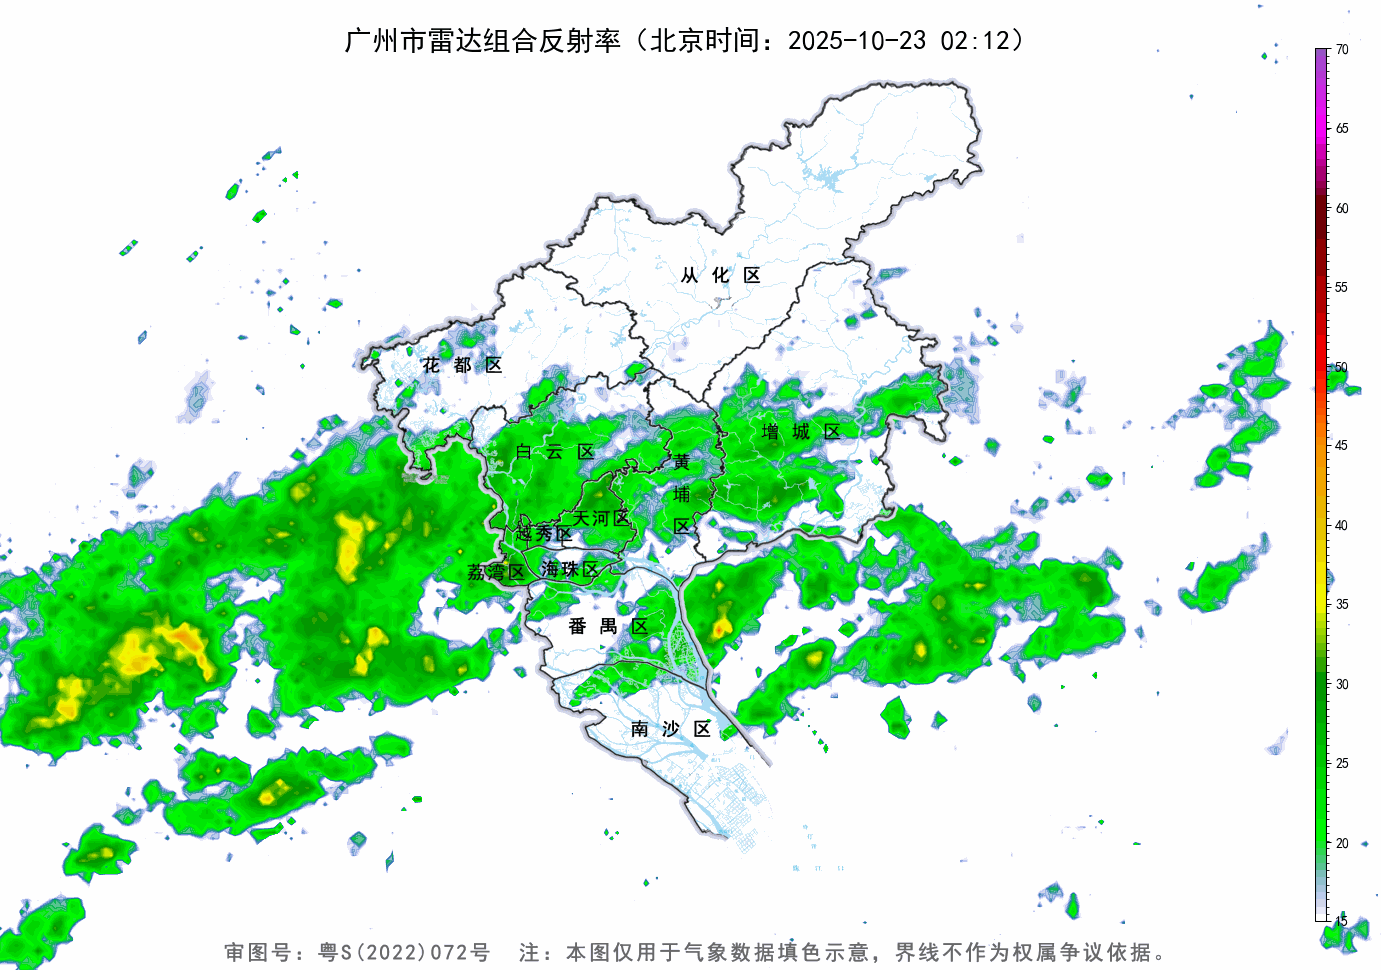 广州市雷达组合反射率（北京时间：2025-10-23 02:12）
70
65
60
55
50
45
40
35
30
25
20
15
从化区
花都区
增城区
白云区
黄埔区
天河区
越秀区
荔湾区
海珠区
番禺区
南沙区
审图号：粤S(2022)072号 注：本图仅用于气象数据填色示意，界线不作为权属争议依据。